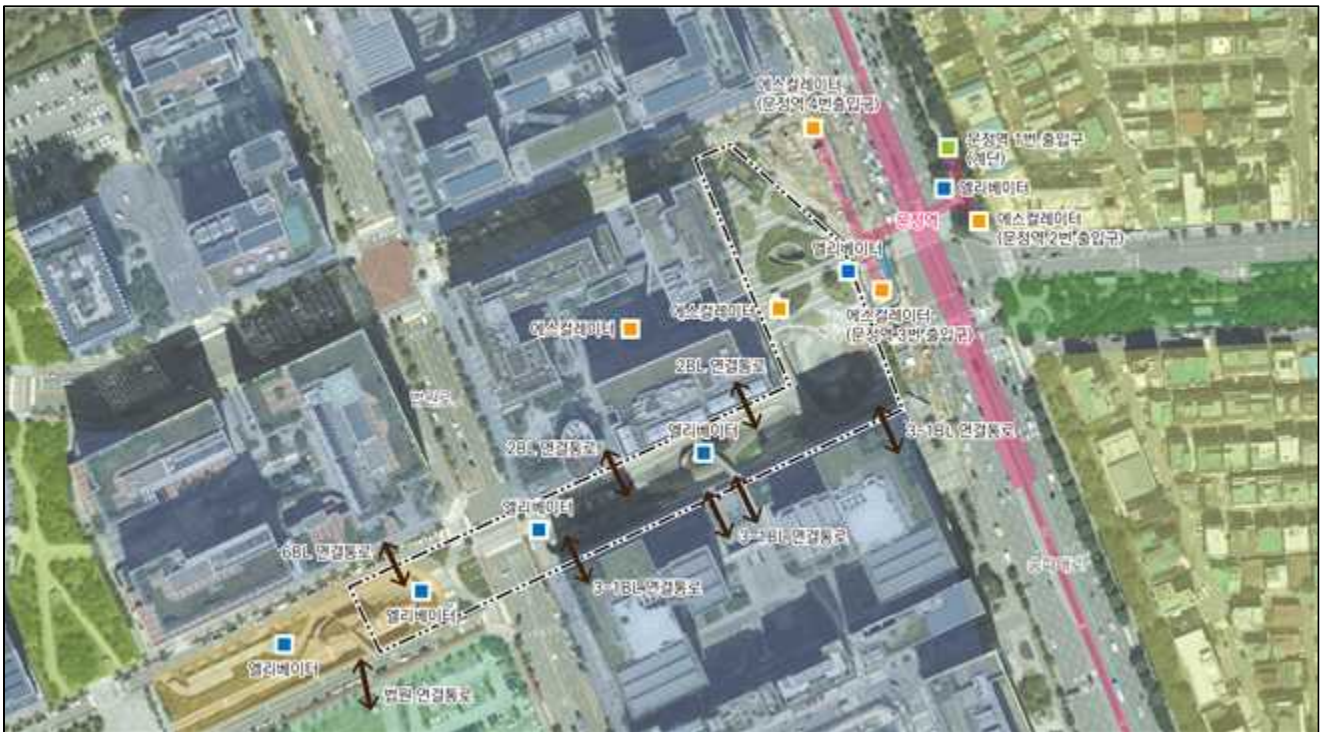 에스컬레이터
(문정역 4번출입구)
문정역 1번 출입구
(계단)
엘리베이터
문정역
에스컬레이터
(문정역 2번 출입구)
엘리베이터
에스컬레이터
에스컬레이터
(문정역 3번 출입구)
에스컬레이터
2BL 연결통로
법원로
엘리베이터
3-1BL 연결통로
2BL 연결통로
엘리베이터
3-1BL 연결통로
6BL 연결통로
3-1BL 연결통로
엘리베이터
엘리베이터
법원 연결통로